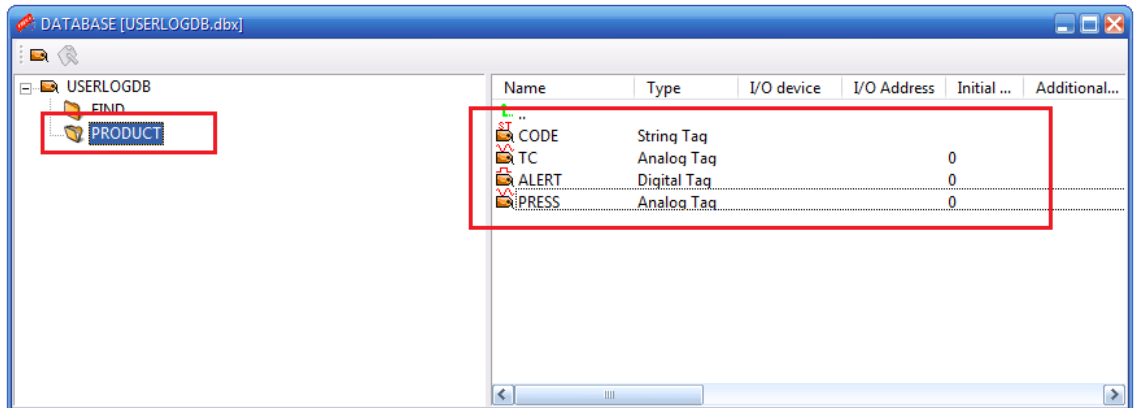 DATABASE [USERLOGDB.dbx]
USERLOGDB
FIND
PRODUCT
Name Type I/O device I/O Address Initial ... Additional...
..
CODE String Tag
TC Analog Tag 0
ALERT Digital Tag 0
PRESS Analog Tag 0